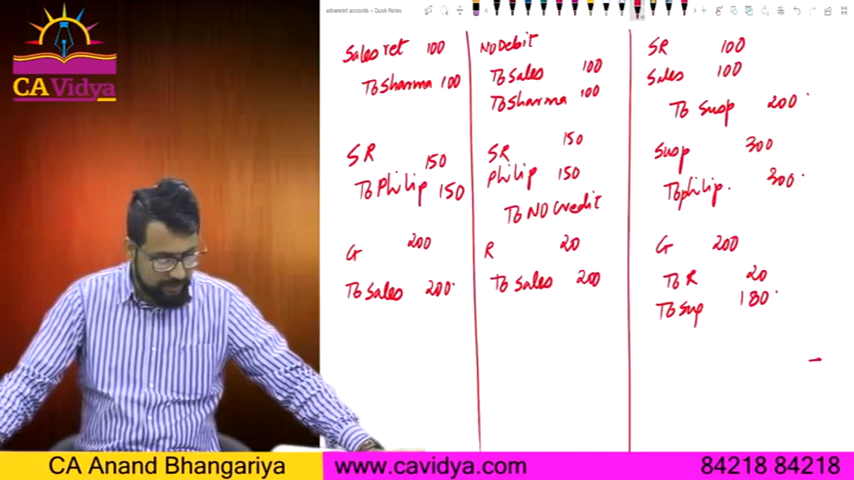 advanced accounts - Quick Notes
CA Vidya
Sales ret 100
To Sharma 100
SR 150
To Philip 150
G 200
To Sales 200
No Debit
To Sales 100
To Sharma 100
SR 150
Philip 150
To No Credit
R 20
To Sales 200
SR 100
Sales 100
To Susp 200
Susp 300
To philip. 300
G 200
To R 20
To Sup 180
CA Anand Bhangariya www.cavidya.com 84218 84218